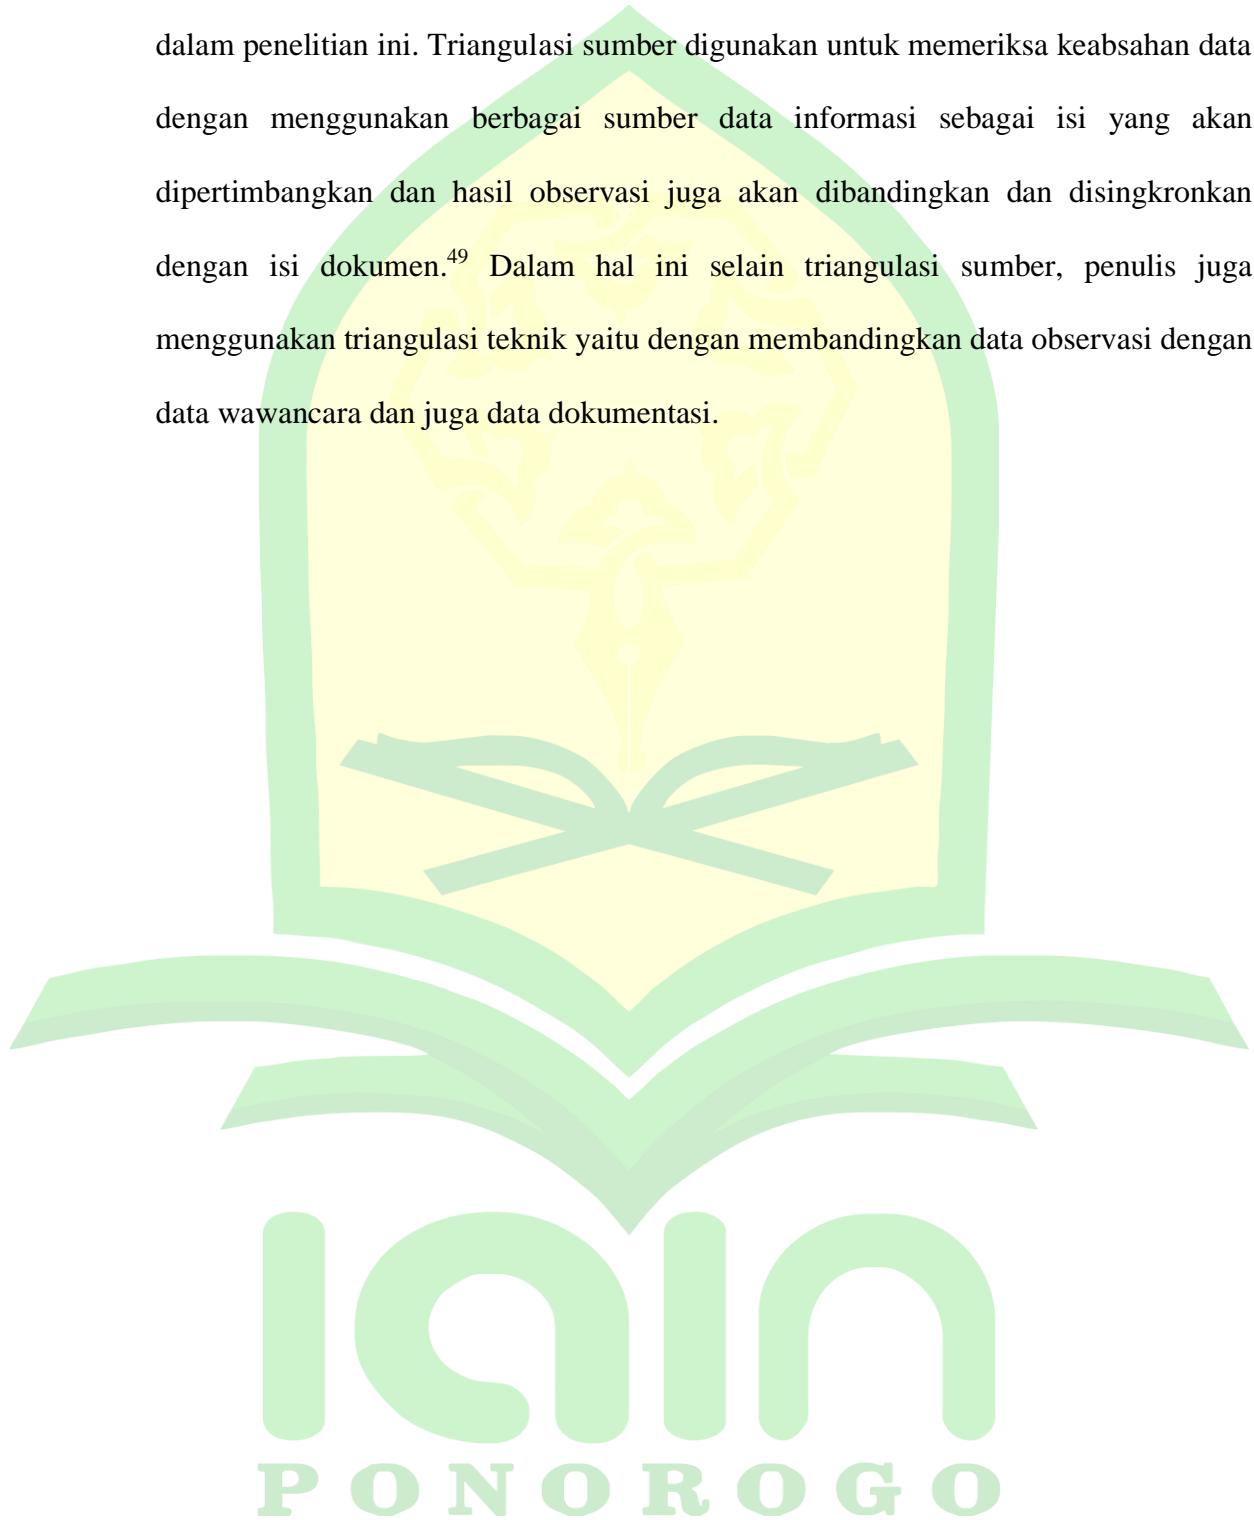 dalam penelitian ini. Triangulasi sumber digunakan untuk memeriksa keabsahan data
dengan menggunakan berbagai sumber data informasi sebagai isi yang akan
dipertimbangkan dan hasil observasi juga akan dibandingkan dan disingkronkan
dengan isi dokumen.⁴⁹ Dalam hal ini selain triangulasi sumber, penulis juga
menggunakan triangulasi teknik yaitu dengan membandingkan data observasi dengan
data wawancara dan juga data dokumentasi.
iain
PONOROGO